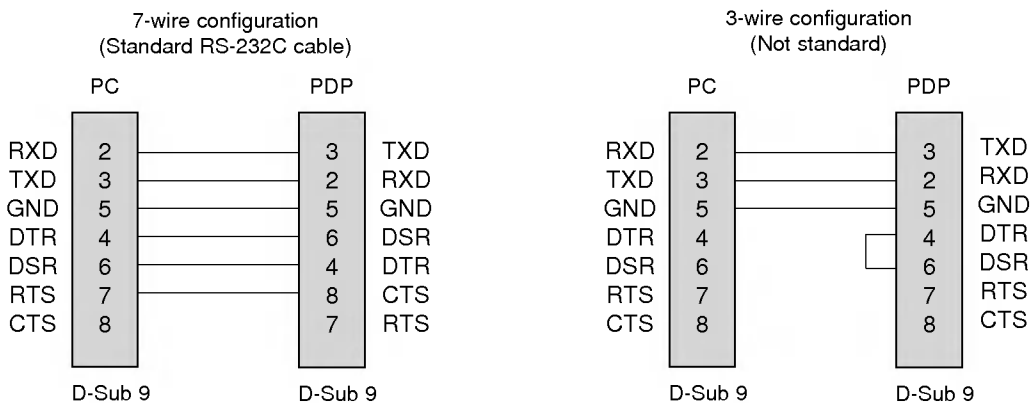 7-wire configuration
(Standard RS-232C cable)
PC PDP
RXD 2 3 TXD
TXD 3 2 RXD
GND 5 5 GND
DTR 4 6 DSR
DSR 6 4 DTR
RTS 7 8 CTS
CTS 8 7 RTS
D-Sub 9 D-Sub 9
3-wire configuration
(Not standard)
PC PDP
RXD 2 3 TXD
TXD 3 2 RXD
GND 5 5 GND
DTR 4 4 DTR
DSR 6 6 DSR
RTS 7 7 RTS
CTS 8 8 CTS
D-Sub 9 D-Sub 9